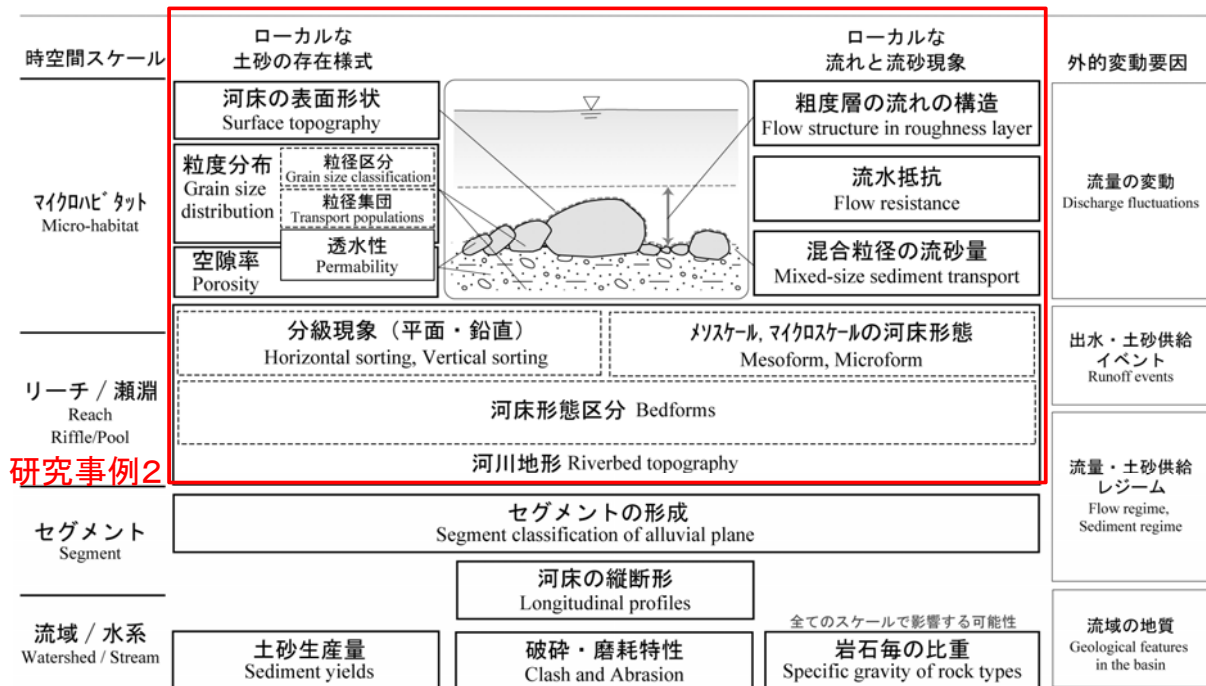 時空間スケール
ローカルな
土砂の存在様式
ローカルな
流れと流砂現象
外的変動要因
マイクロハビタット
Micro-habitat
河床の表面形状
Surface topography
粒度分布
Grain size
distribution
粒径区分
Grain size classification
粒径集団
Transport populations
透水性
Permability
空隙率
Porosity
粗度層の流れの構造
Flow structure in roughness layer
流水抵抗
Flow resistance
混合粒径の流砂量
Mixed-size sediment transport
流量の変動
Discharge fluctuations
リーチ / 瀬淵
Reach
Riffle/Pool
研究事例2
分級現象（平面・鉛直）
Horizontal sorting, Vertical sorting
メソスケール, マイクロスケールの河床形態
Mesoform, Microform
河床形態区分 Bedforms
河川地形 Riverbed topography
出水・土砂供給
イベント
Runoff events
流量・土砂供給
レジーム
Flow regime,
Sediment regime
セグメント
Segment
セグメントの形成
Segment classification of alluvial plane
河床の縦断形
Longitudinal profiles
流域 / 水系
Watershed / Stream
土砂生産量
Sediment yields
破砕・磨耗特性
Clash and Abrasion
全てのスケールで影響する可能性
岩石毎の比重
Specific gravity of rock types
流域の地質
Geological features
in the basin